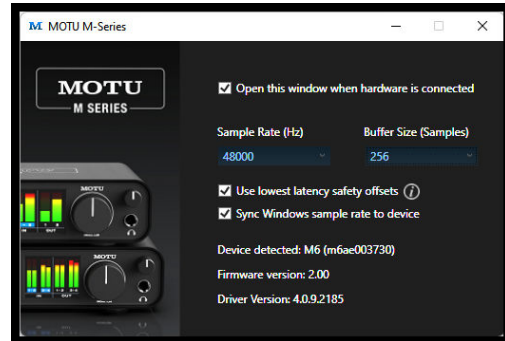 M MOTU M-Series
MOTU
M SERIES
Open this window when hardware is connected
Sample Rate (Hz) Buffer Size (Samples)
48000 256
Use lowest latency safety offsets i
Sync Windows sample rate to device
Device detected: M6 (m6ae003730)
Firmware version: 2.00
Driver Version: 4.0.9.2185
MOTU
MOTU